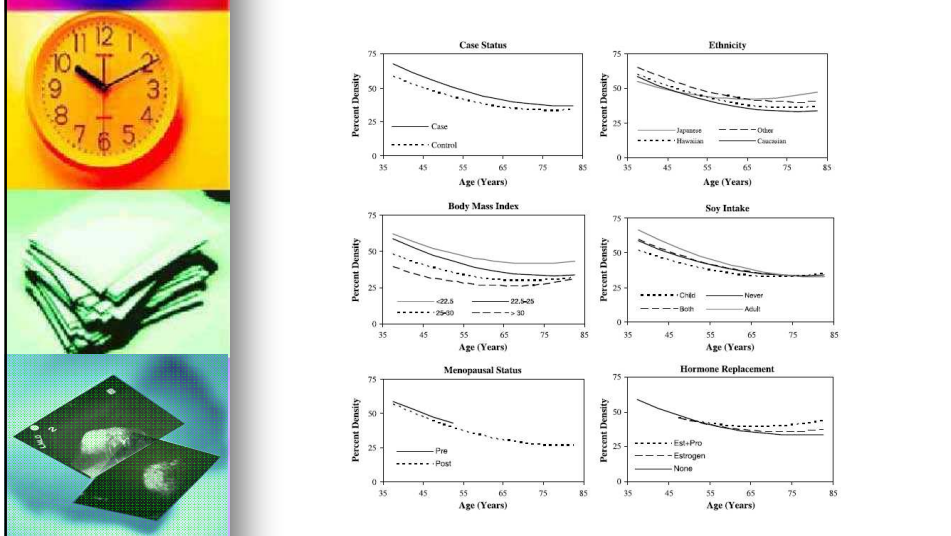 12
11
10
9
8
7
6
5
4
3
2
1
Case Status
Percent Density
75
50
25
0
Case
Control
35 45 55 65 75 85
Age (Years)
Ethnicity
Percent Density
75
50
25
0
Japanese Other
Hawaiian Caucasian
35 45 55 65 75 85
Age (Years)
Body Mass Index
Percent Density
75
50
25
0
<22.5 22.5-25
25-30 > 30
35 45 55 65 75 85
Age (Years)
Soy Intake
Percent Density
75
50
25
0
Child Never
Both Adult
35 45 55 65 75 85
Age (Years)
Menopausal Status
Percent Density
75
50
25
0
Pre
Post
35 45 55 65 75 85
Age (Years)
Hormone Replacement
Percent Density
75
50
25
0
Est+Pro
Estrogen
None
35 45 55 65 75 85
Age (Years)